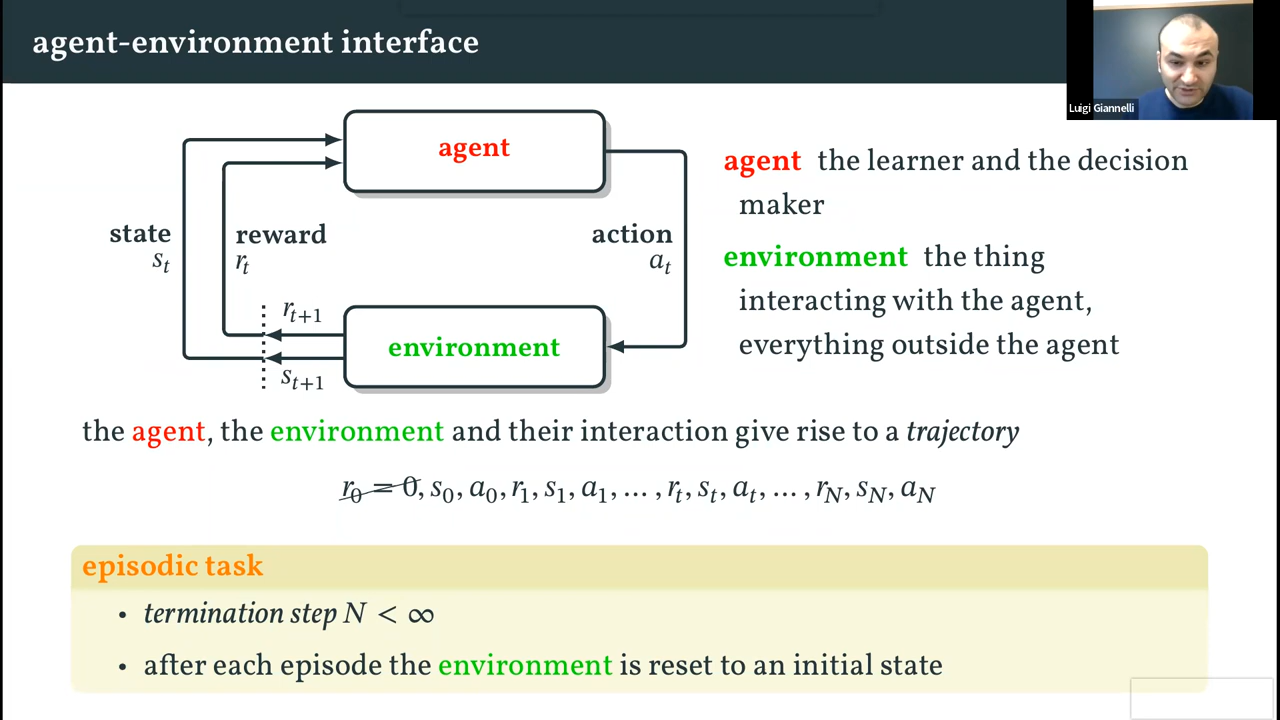 agent-environment interface
Luigi Giannelli
agent
state
s_t
reward
r_t
action
a_t
r_{t+1}
environment
s_{t+1}
agent the learner and the decision
maker
environment the thing
interacting with the agent,
everything outside the agent
the agent, the environment and their interaction give rise to a trajectory
r_0 = 0, s_0, a_0, r_1, s_1, a_1, … , r_t, s_t, a_t, … , r_N, s_N, a_N
episodic task
• termination step N < ∞
• after each episode the environment is reset to an initial state